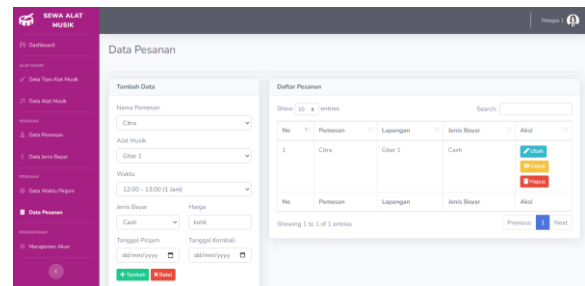 SEWA ALAT
MUSIK
Petugas 1
Dashboard
ALAT MUSIK
Data Tipe Alat Musik
Data Alat Musik
PEMESAN
Data Pemesan
Data Jenis Bayar
PESANAN
Data Waktu Pinjam
Data Pesanan
PENGATURAN
Manajemen Akun
Data Pesanan
Tambah Data
Nama Pemesan
Citra
Alat Musik
Gitar 1
Waktu
12:00 - 13:00 (1 Jam)
Jenis Bayar Harga
Cash
Tanggal Pinjam Tanggal Kembali
dd/mm/yyyy dd/mm/yyyy
Tambah Batal
Daftar Pesanan
Show 10 entries Search:
No Pemesan Lapangan Jenis Bayar Aksi
1 Citra Gitar 1 Cash Ubah
Detail
Hapus
No Pemesan Lapangan Jenis Bayar Aksi
Showing 1 to 1 of 1 entries Previous 1 Next